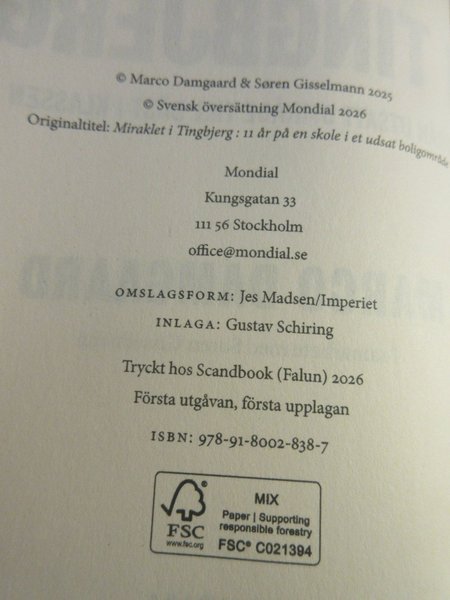 © Marco Damgaard & Søren Gisselmann 2025
© Svensk översättning Mondial 2026
Originaltitel: Miraklet i Tingbjerg : 11 år på en skole i et udsat boligområde
Mondial
Kungsgatan 33
111 56 Stockholm
office@mondial.se
OMSLAGSFORM: Jes Madsen/Imperiet
INLAGA: Gustav Schiring
Tryckt hos Scandbook (Falun) 2026
Första utgåvan, första upplagan
ISBN: 978-91-8002-838-7
FSC
www.fsc.org
MIX
Paper | Supporting
responsible forestry
FSC® C021394